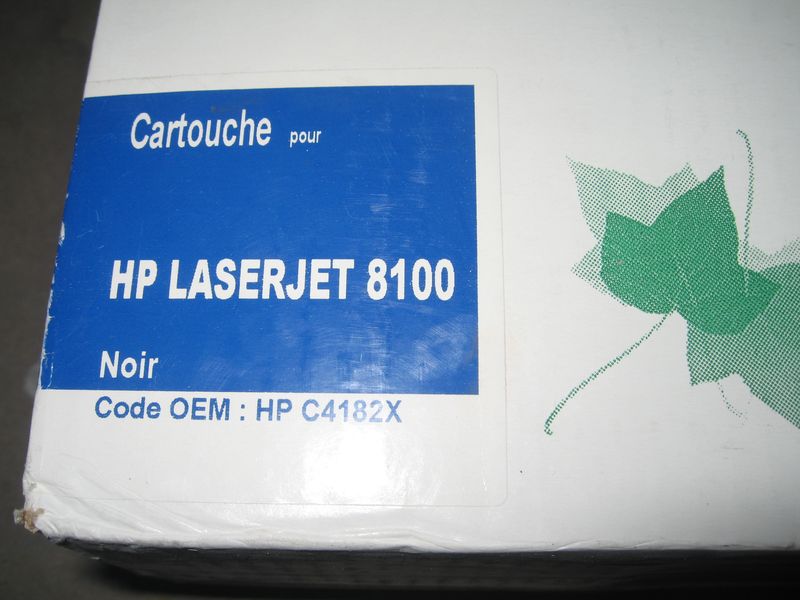 Cartouche pour
HP LASERJET 8100
Noir
Code OEM : HP C4182X